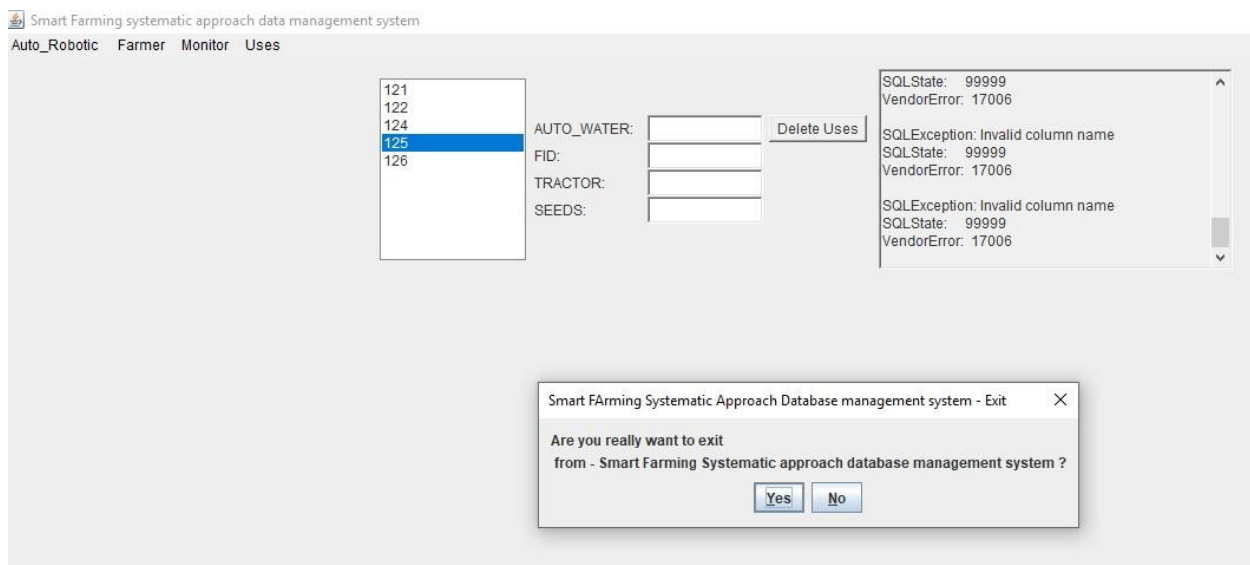 Smart Farming systematic approach data management system
Auto_Robotic Farmer Monitor Uses
121
122
124
125
126
AUTO_WATER:
FID:
TRACTOR:
SEEDS:
Delete Uses
SQLState: 99999
VendorError: 17006
SQLException: Invalid column name
SQLState: 99999
VendorError: 17006
SQLException: Invalid column name
SQLState: 99999
VendorError: 17006
Smart FArming Systematic Approach Database management system - Exit
Are you really want to exit
from - Smart Farming Systematic approach database management system ?
Yes No